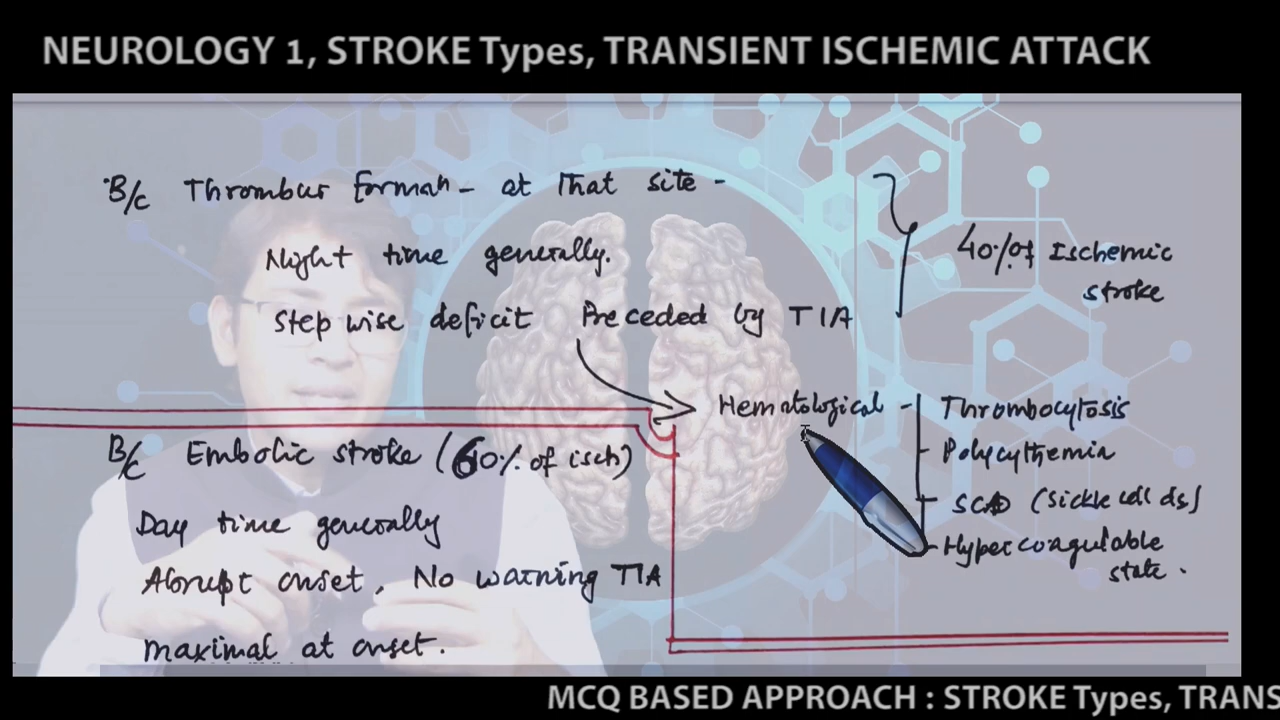 NEUROLOGY 1, STROKE Types, TRANSIENT ISCHEMIC ATTACK
B/c Thrombus forman - at that site -
Night time generally.
Step wise deficit Preceded by TIA
40% of Ischemic
stroke
Hematological - Thrombocytosis
- Polycythemia
- SCD (Sickle cell ds)
- Hypercoagulable
state.
B/c Embolic stroke (60% of isch)
Day time generally
Abrupt onset, No warning TIA
maximal at onset.
MCQ BASED APPROACH : STROKE Types, TRANS